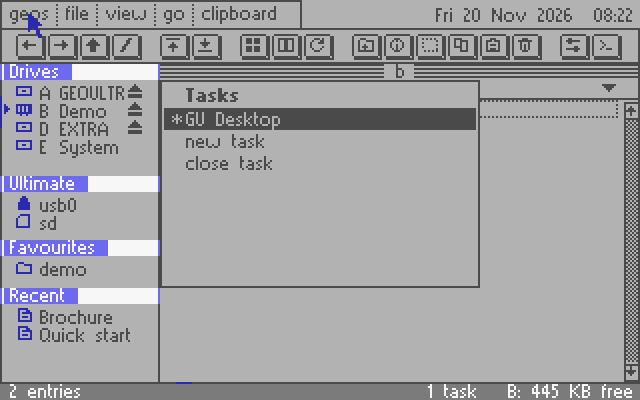 geos file view go clipboard Fri 20 Nov 2026 08:22
Drives
b
A GEOULTR
B Demo
D EXTRA
E System
Tasks
*GU Desktop
new task
close task
Ultimate
usb0
sd
Favourites
demo
Recent
Brochure
Quick start
2 entries 1 task B: 445 KB free